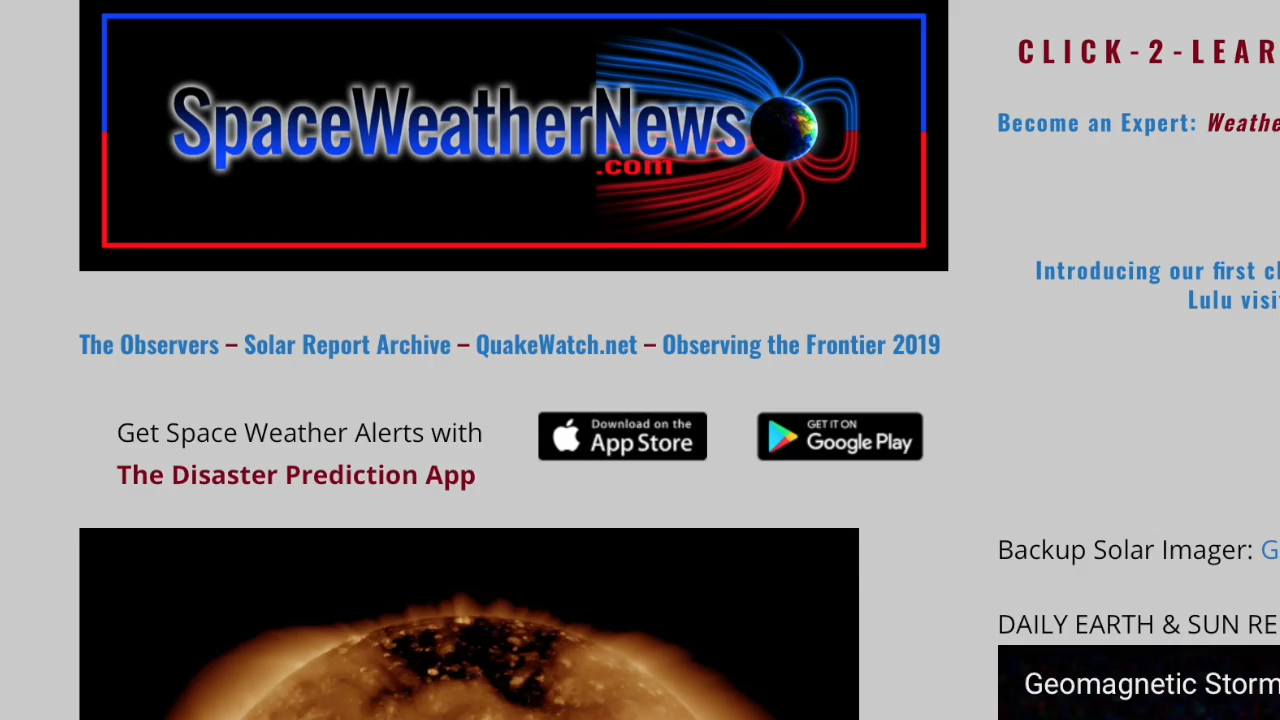 SpaceWeatherNews
.com
The Observers – Solar Report Archive – QuakeWatch.net – Observing the Frontier 2019
Get Space Weather Alerts with
The Disaster Prediction App
Download on the
App Store
GET IT ON
Google Play
CLICK-2-LEAR
Become an Expert: Weathe
Introducing our first cl
Lulu visi
Backup Solar Imager: G
DAILY EARTH & SUN RE
Geomagnetic Storm